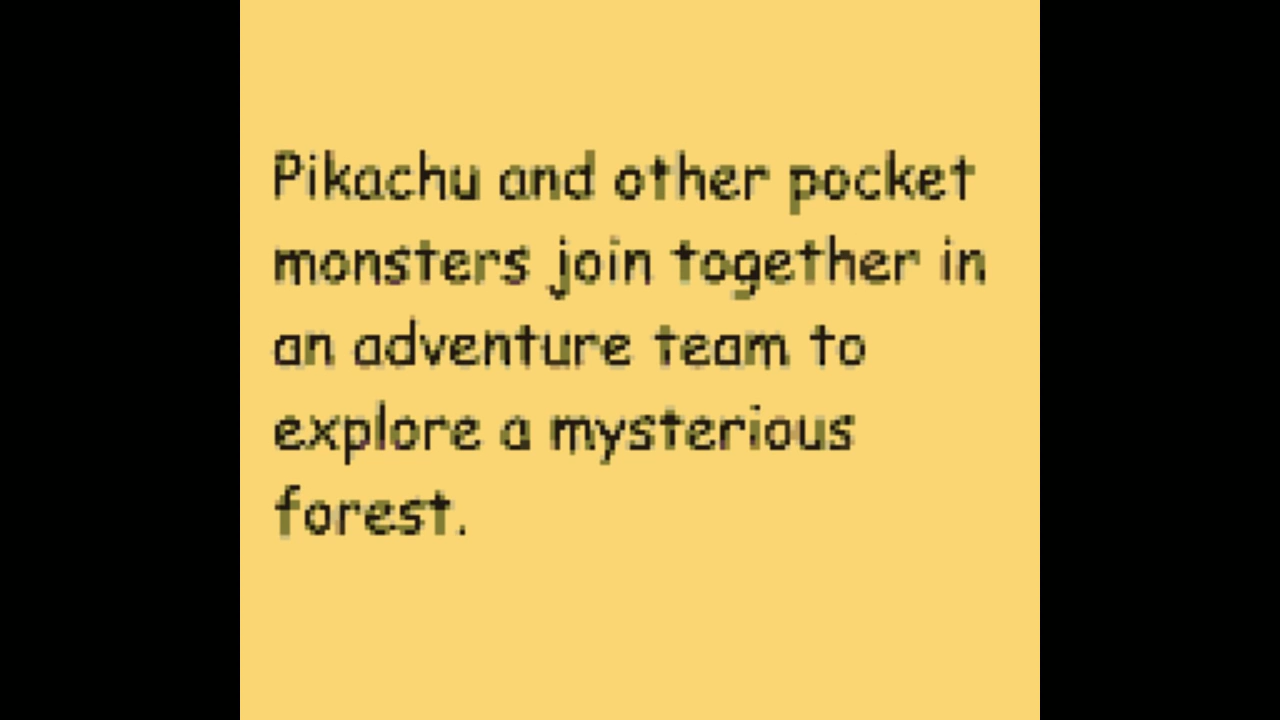 Pikachu and other pocket
monsters join together in
an adventure team to
explore a mysterious
forest.